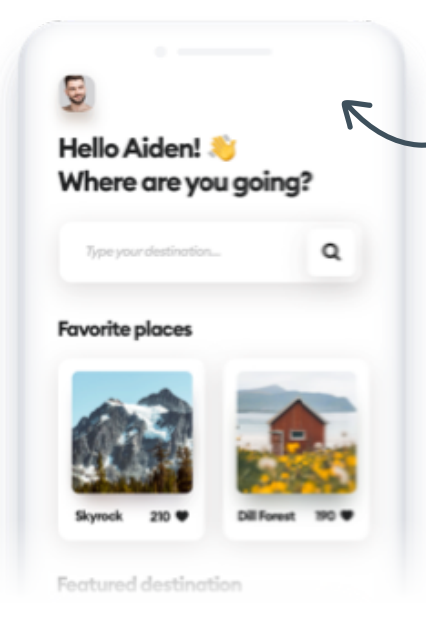 Hello Aiden! 👋
Where are you going?
Type your destination...
Favorite places
Skyrock 210
Dill Forest 190
Featured destination